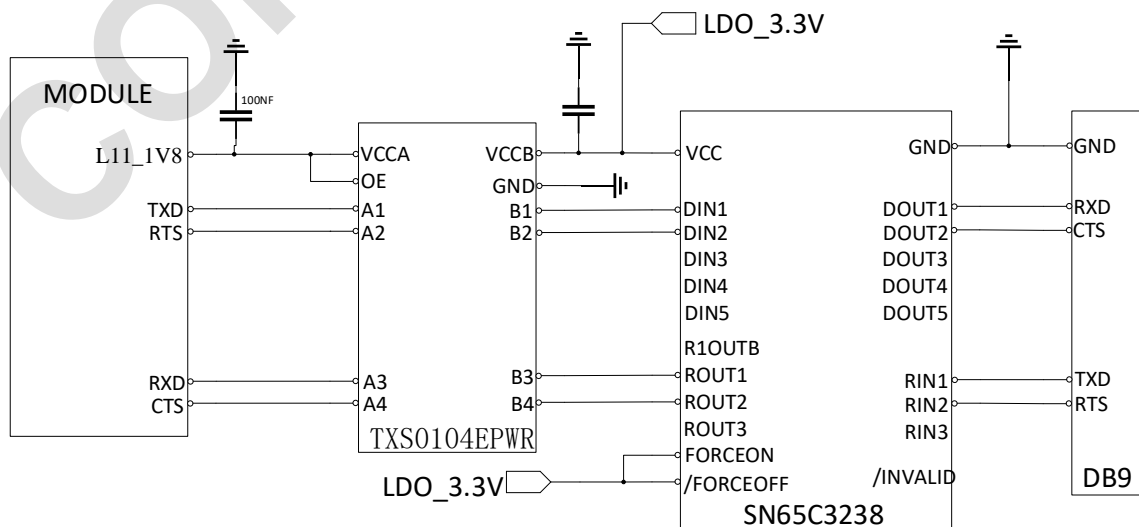 LDO_3.3V
MODULE
100NF
L11_1V8
TXD
RTS
RXD
CTS
VCCA
OE
A1
A2
A3
A4
VCCB
GND
B1
B2
B3
B4
TXS0104EPWR
LDO_3.3V
VCC
DIN1
DIN2
DIN3
DIN4
DIN5
R1OUTB
ROUT1
ROUT2
ROUT3
FORCEON
/FORCEOFF
GND
DOUT1
DOUT2
DOUT3
DOUT4
DOUT5
RIN1
RIN2
RIN3
/INVALID
SN65C3238
GND
RXD
CTS
TXD
RTS
DB9